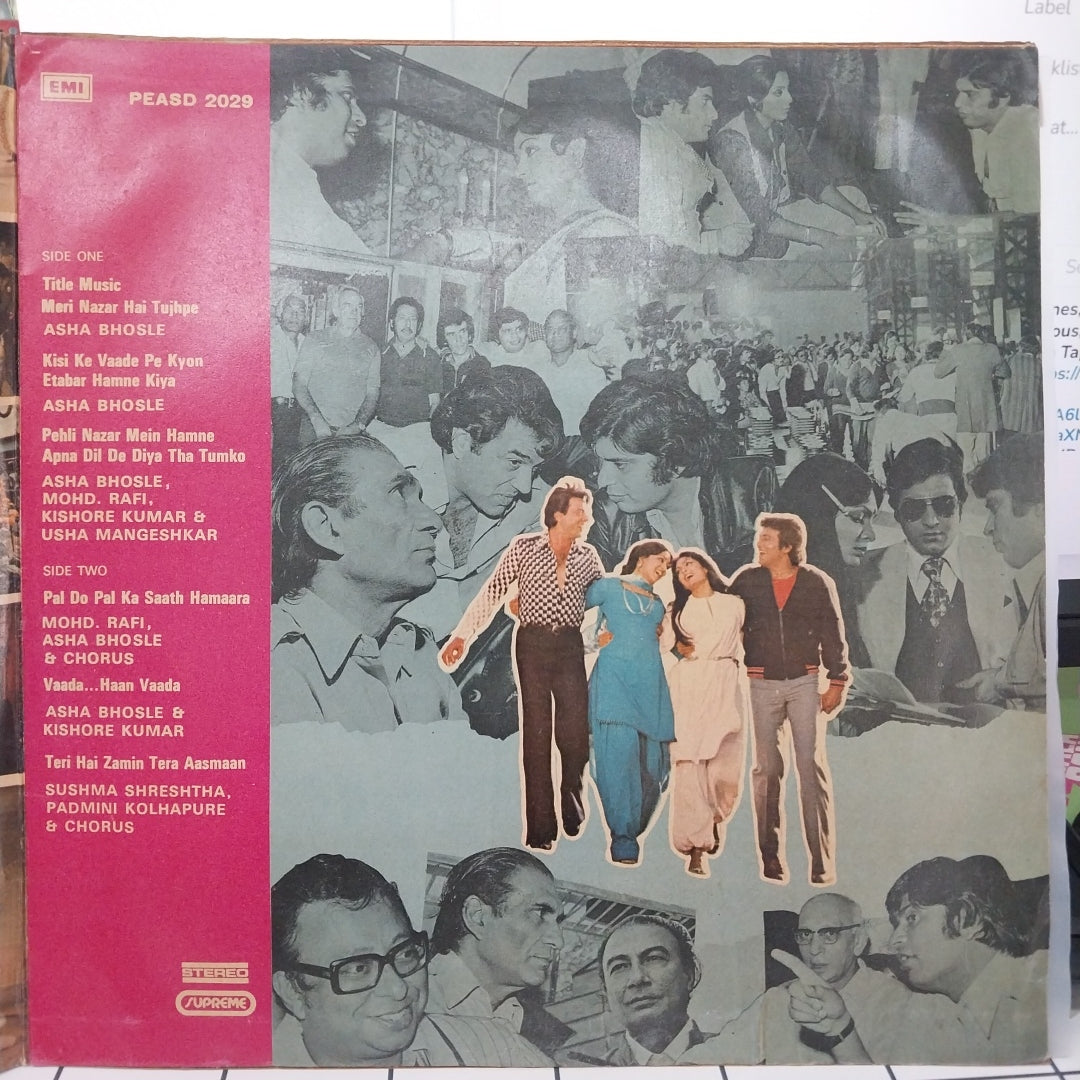 EMI
PEASD 2029
SIDE ONE
Title Music
Meri Nazar Hai Tujhpe
ASHA BHOSLE
Kisi Ke Vaade Pe Kyon
Etabar Hamne Kiya
ASHA BHOSLE
Pehli Nazar Mein Hamne
Apna Dil De Diya Tha Tumko
ASHA BHOSLE,
MOHD. RAFI,
KISHORE KUMAR &
USHA MANGESHKAR
SIDE TWO
Pal Do Pal Ka Saath Hamaara
MOHD. RAFI,
ASHA BHOSLE
& CHORUS
Vaada...Haan Vaada
ASHA BHOSLE &
KISHORE KUMAR
Teri Hai Zamin Tera Aasmaan
SUSHMA SHRESHTHA,
PADMINI KOLHAPURE
& CHORUS
STEREO
SUPREME
Label